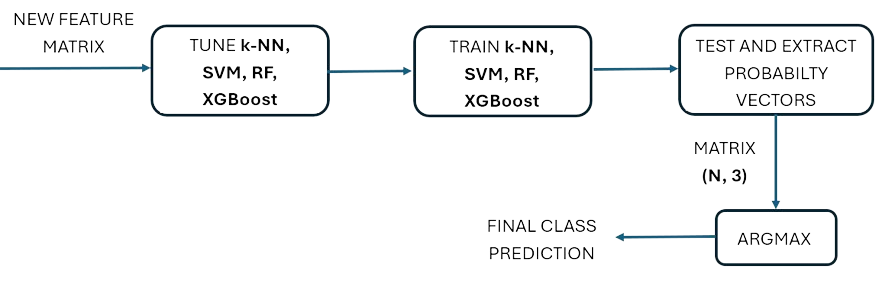 NEW FEATURE
MATRIX
TUNE k-NN,
SVM, RF,
XGBoost
TRAIN k-NN,
SVM, RF,
XGBoost
TEST AND EXTRACT
PROBABILTY
VECTORS
MATRIX
(N, 3)
ARGMAX
FINAL CLASS
PREDICTION